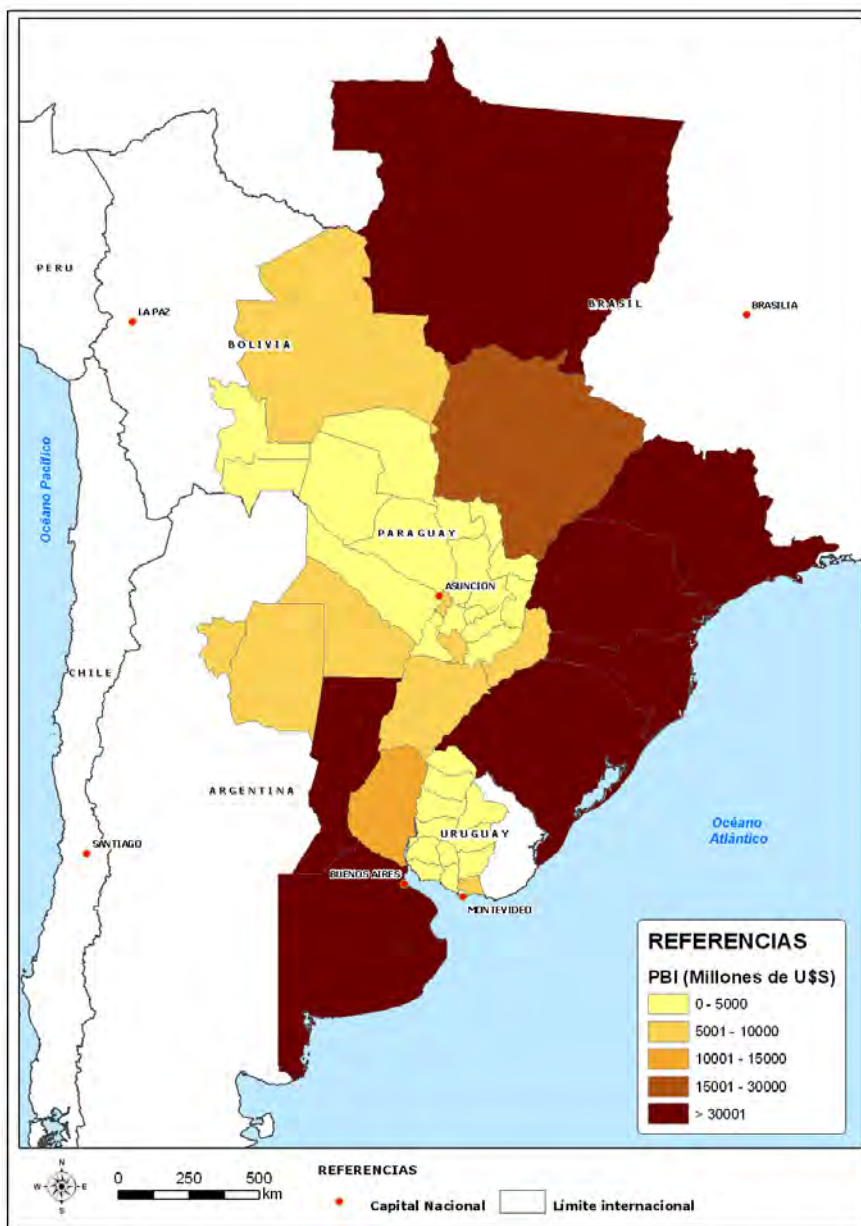 PERU
LA PAZ
BOLIVIA
BRASIL
BRASILIA
Océano Pacífico
PARAGUAY
ASUNCION
CHILE
ARGENTINA
URUGUAY
SANTIAGO
BUENOS AIRES
MONTEVIDEO
Océano
Atlántico
REFERENCIAS
PBI (Millones de U$S)
0 - 5000
5001 - 10000
10001 - 15000
15001 - 30000
> 30001
N
W
E
S
0 250 500
km
REFERENCIAS
Capital Nacional
Límite internacional